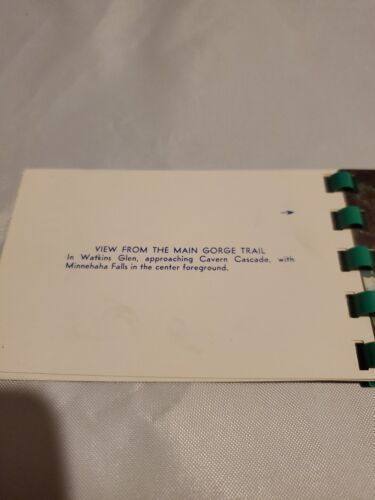 VIEW FROM THE MAIN GORGE TRAIL
In Watkins Glen, approaching Cavern Cascade, with
Minnehaha Falls in the center foreground.